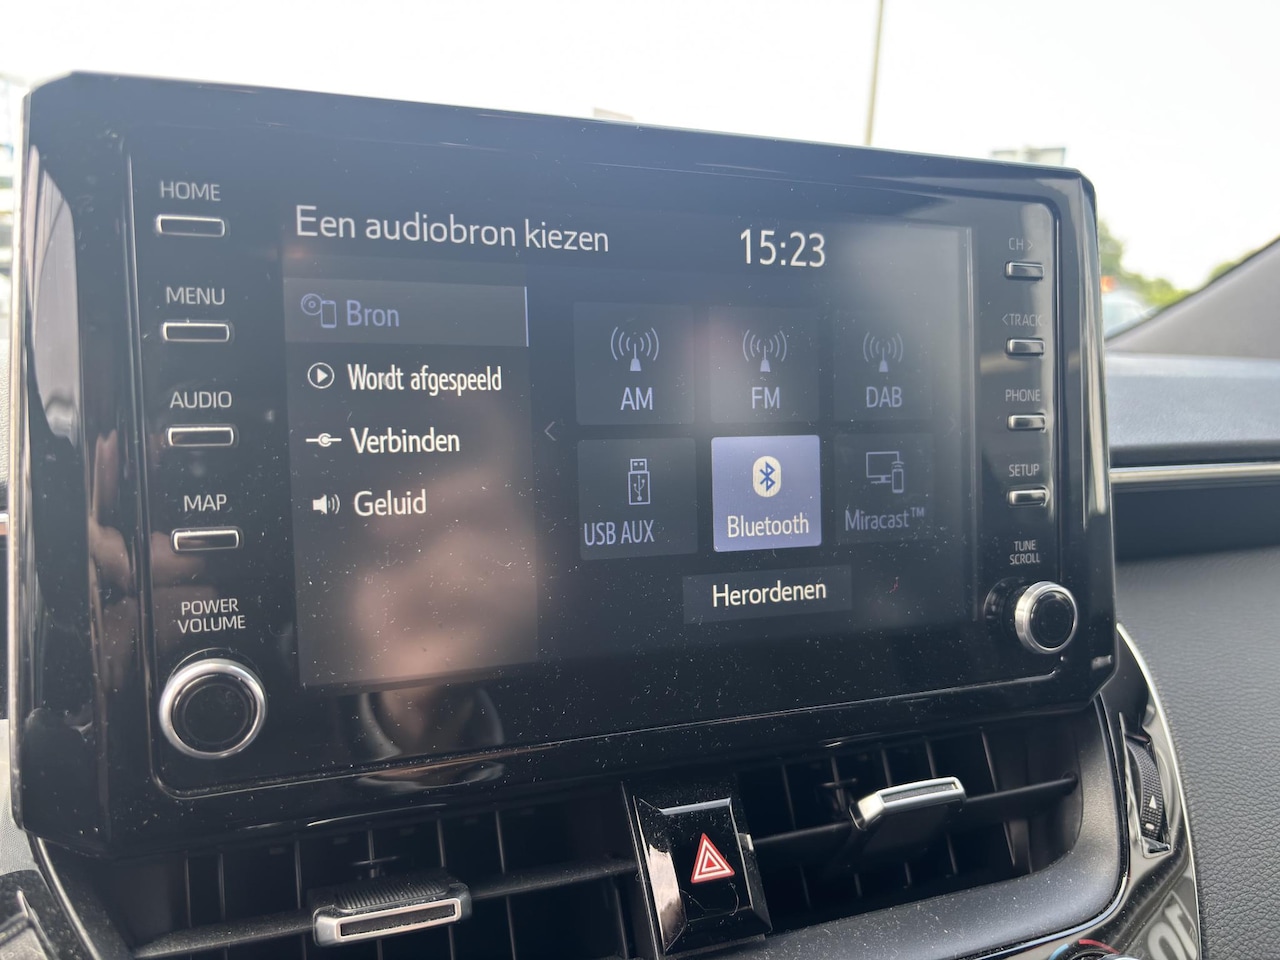 HOME
MENU
AUDIO
MAP
POWER
VOLUME
Een audiobron kiezen
15:23
Bron
Wordt afgespeeld
Verbinden
Geluid
AM
FM
DAB
USB AUX
Bluetooth
Miracast™
Herordenen
CH >
< TRACK
PHONE
SETUP
TUNE
SCROLL